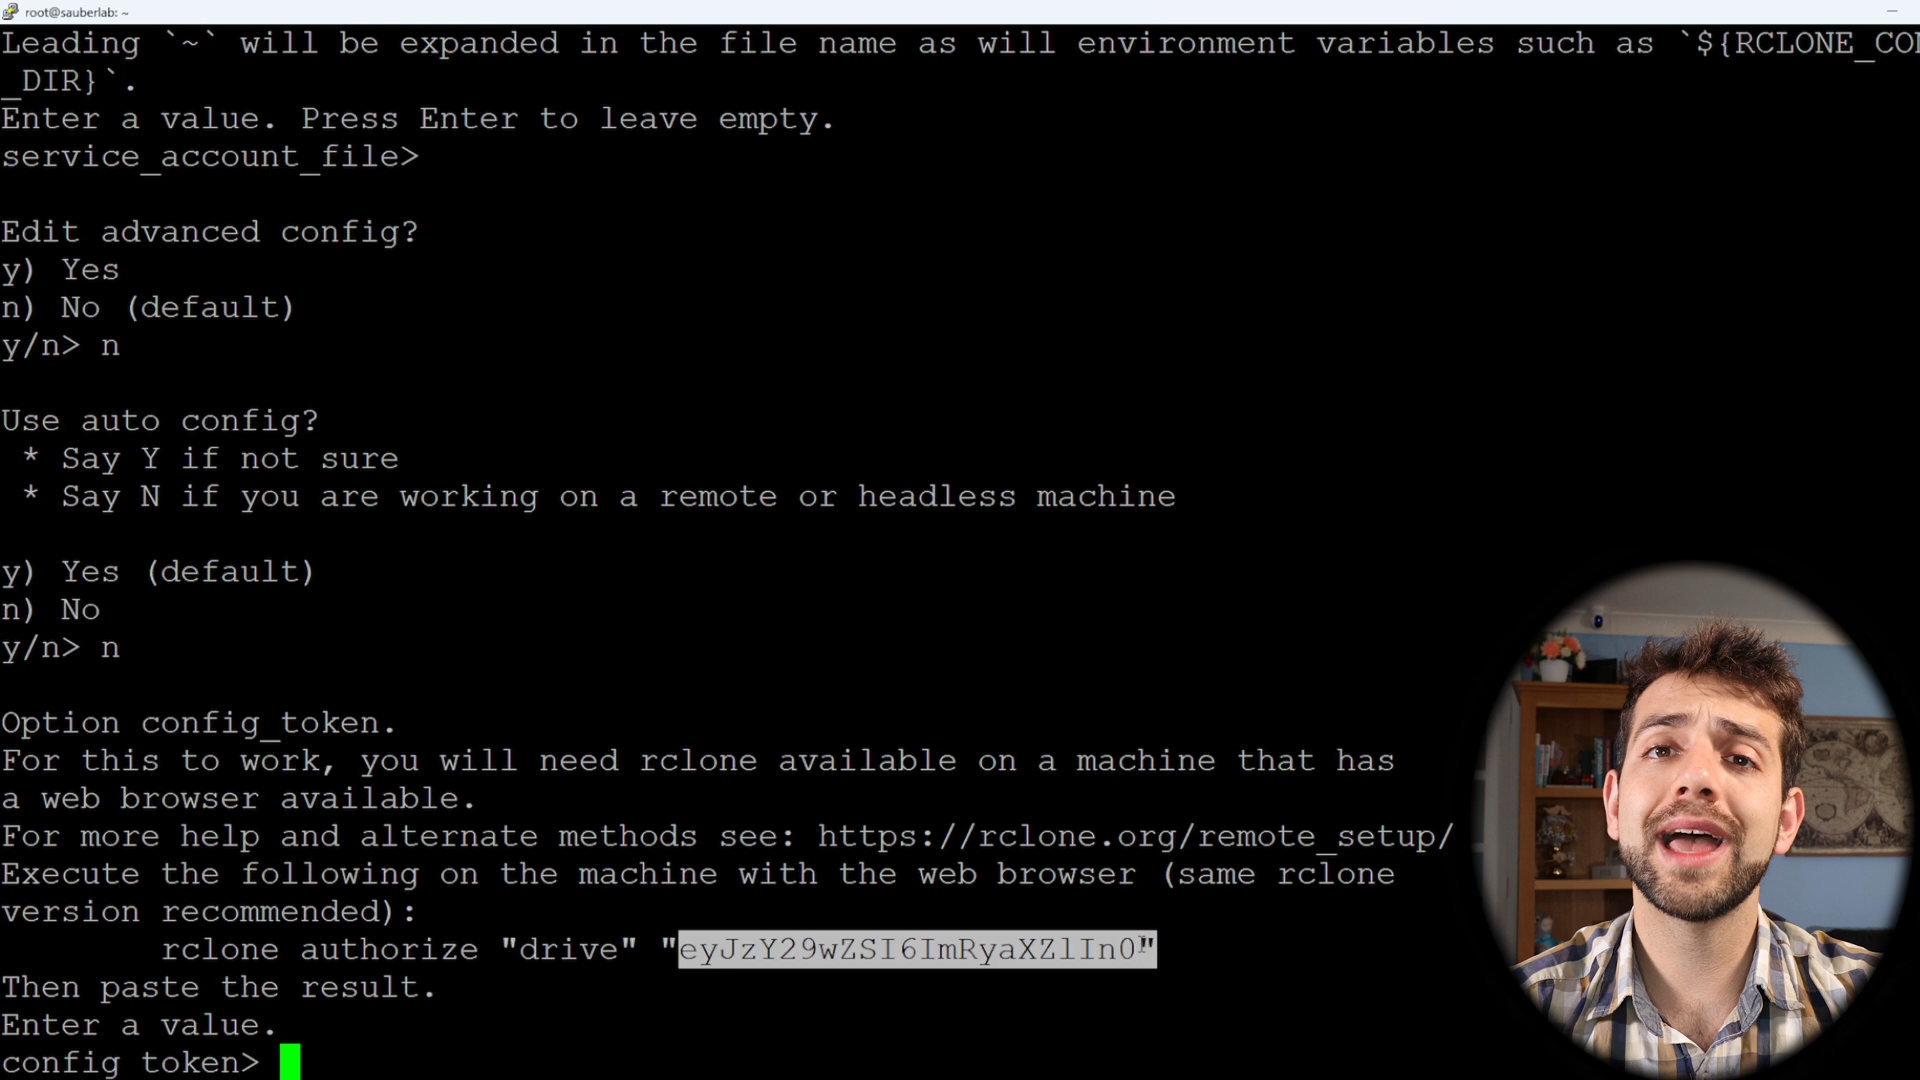 root@sauberlab: ~
Leading `~` will be expanded in the file name as will environment variables such as `${RCLONE_CON
_DIR}`.
Enter a value. Press Enter to leave empty.
service_account_file>
Edit advanced config?
y) Yes
n) No (default)
y/n> n
Use auto config?
 * Say Y if not sure
 * Say N if you are working on a remote or headless machine
y) Yes (default)
n) No
y/n> n
Option config_token.
For this to work, you will need rclone available on a machine that has
a web browser available.
For more help and alternate methods see: https://rclone.org/remote_setup/
Execute the following on the machine with the web browser (same rclone
version recommended):
rclone authorize "drive" "eyJzY29wZSI6ImRyaXZlIn0"
Then paste the result.
Enter a value.
config_token>